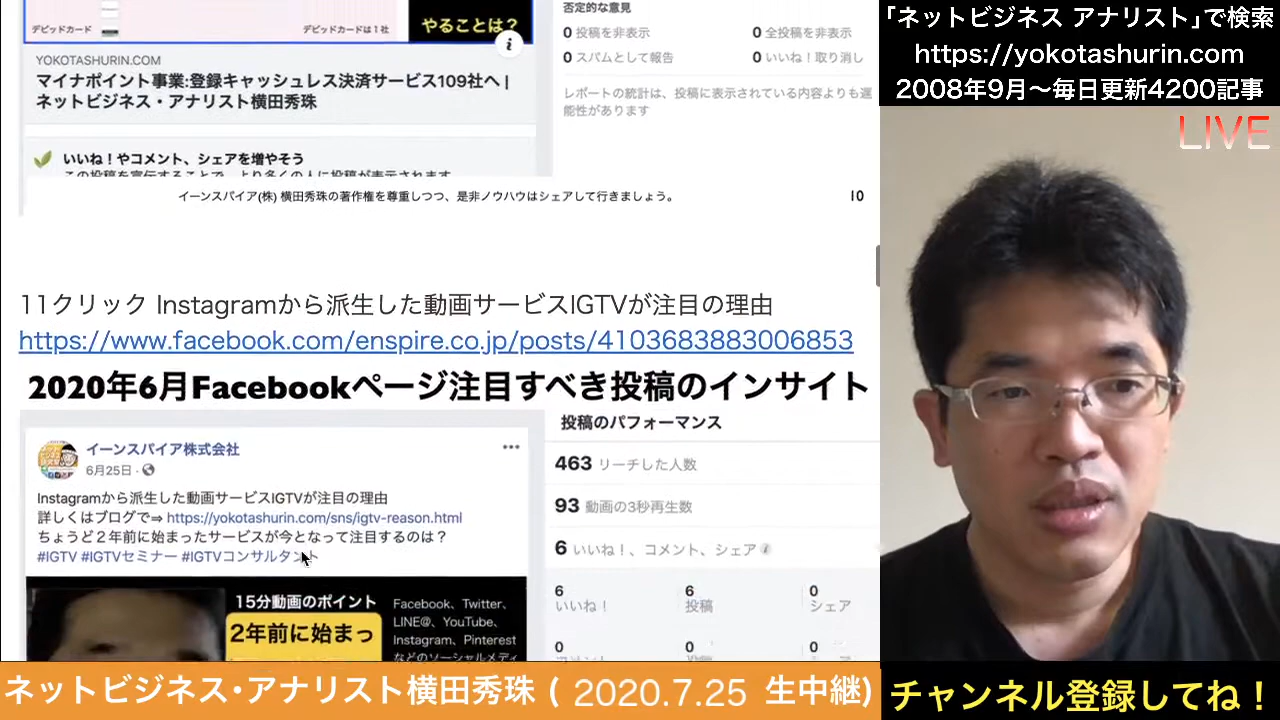 デビッドカード
デビッドカードは1社
やることは？
YOKOTASHURIN.COM
マイナポイント事業:登録キャッシュレス決済サービス109社へ |
ネットビジネス・アナリスト横田秀珠
いいね！やコメント、シェアを増やそう
否定的な意見
0 投稿を非表示
0 全投稿を非表示
0 スパムとして報告
0 いいね！取り消し
レポートの統計は、投稿に表示されている内容よりも遅
能性があります
イーンスパイア(株) 横田秀珠の著作権を尊重しつつ、是非ノウハウはシェアして行きましょう。
10
11クリック Instagramから派生した動画サービスIGTVが注目の理由
https://www.facebook.com/enspire.co.jp/posts/4103683883006853
2020年6月Facebookページ注目すべき投稿のインサイト
イーンスパイア株式会社
6月25日
Instagramから派生した動画サービスIGTVが注目の理由
詳しくはブログで⇒ https://yokotashurin.com/sns/igtv-reason.html
ちょうど２年前に始まったサービスが今となって注目するのは？
#IGTV #IGTVセミナー #IGTVコンサルタント
15分動画のポイント
2年前に始まっ
Facebook、Twitter、
LINE@、YouTube、
Instagram、Pinterest
などのソーシャルメディ
投稿のパフォーマンス
463 リーチした人数
93 動画の3秒再生数
6 いいね！、コメント、シェア
6
いいね！
6
投稿
0
シェア
0
0
0
「ネットビジネス アナリスト」で検索
https://yokotashurin.com
2008年9月～毎日更新4200記事
LIVE
ネットビジネス・アナリスト横田秀珠 ( 2020.7.25 生中継)
チャンネル登録してね！